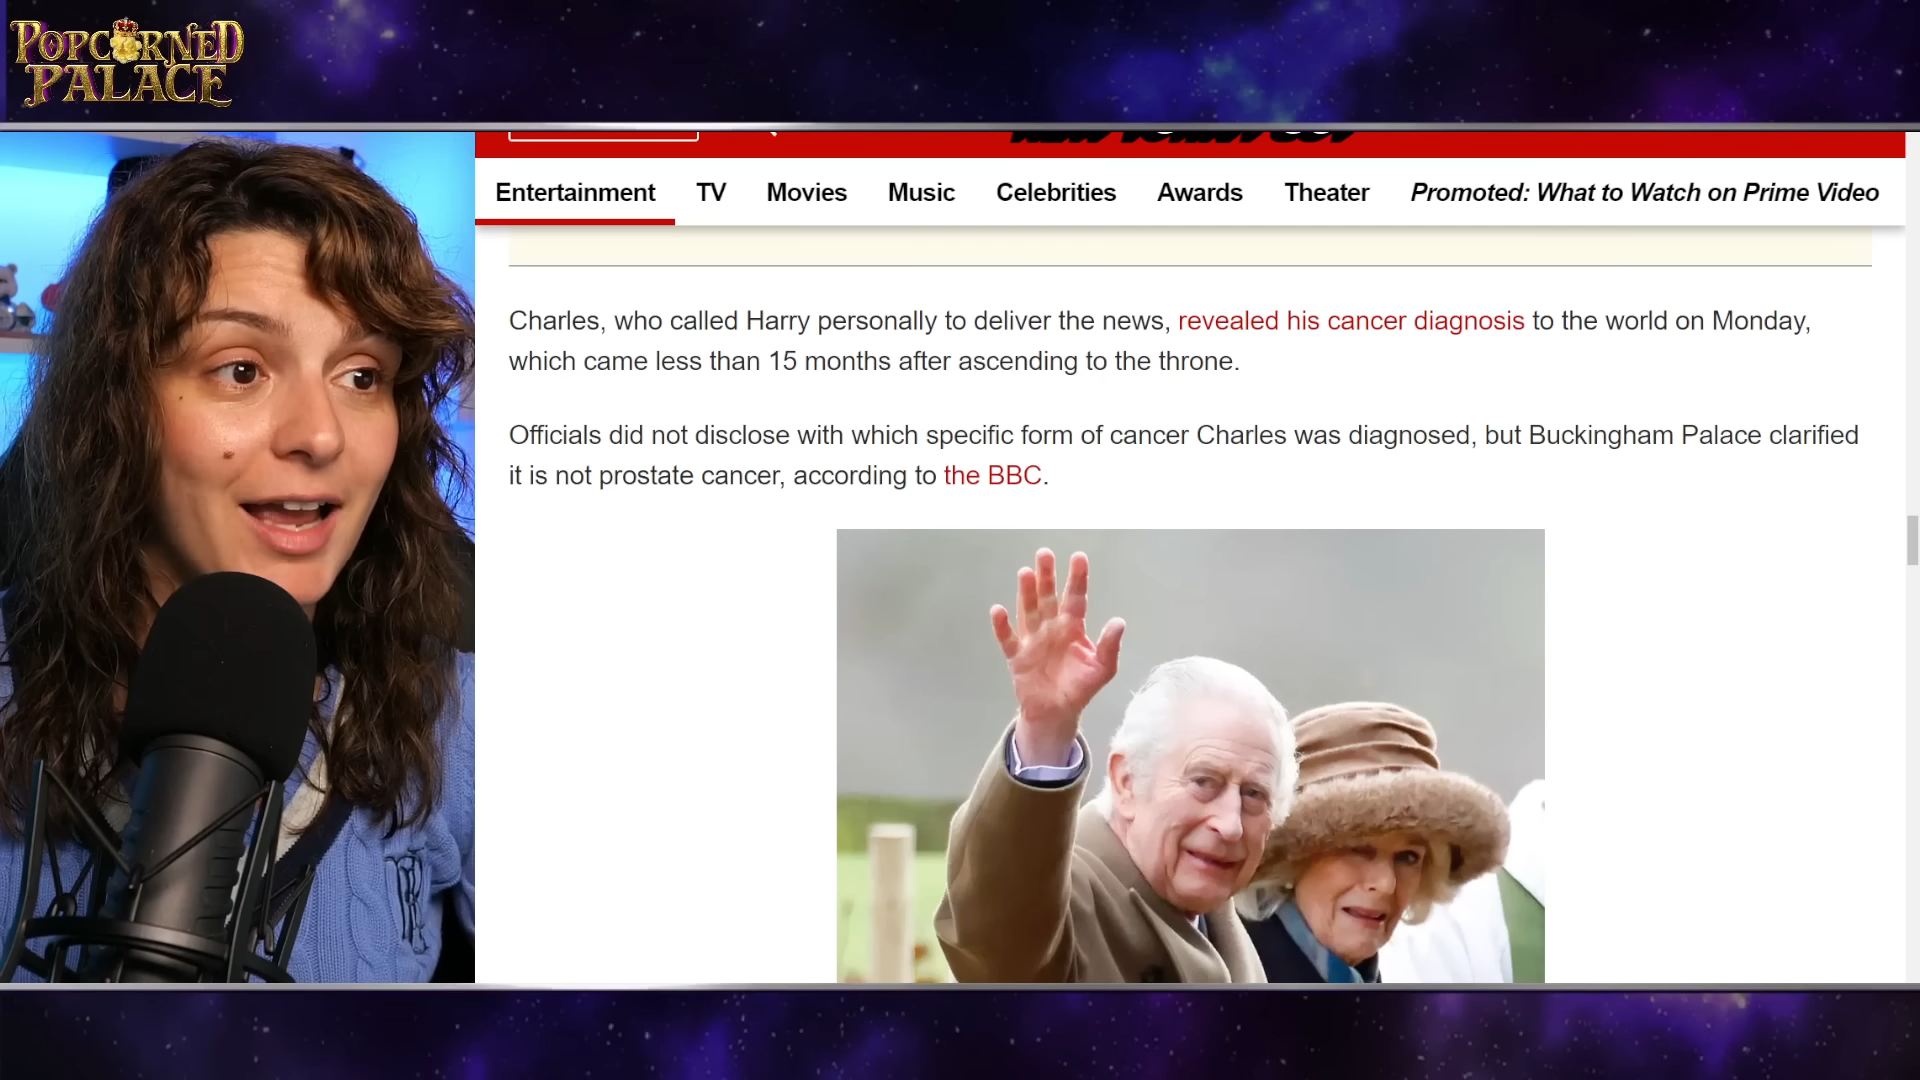 POPCORNED
PALACE
Entertainment TV Movies Music Celebrities Awards Theater Promoted: What to Watch on Prime Video
Charles, who called Harry personally to deliver the news, revealed his cancer diagnosis to the world on Monday,
which came less than 15 months after ascending to the throne.
Officials did not disclose with which specific form of cancer Charles was diagnosed, but Buckingham Palace clarified
it is not prostate cancer, according to the BBC.